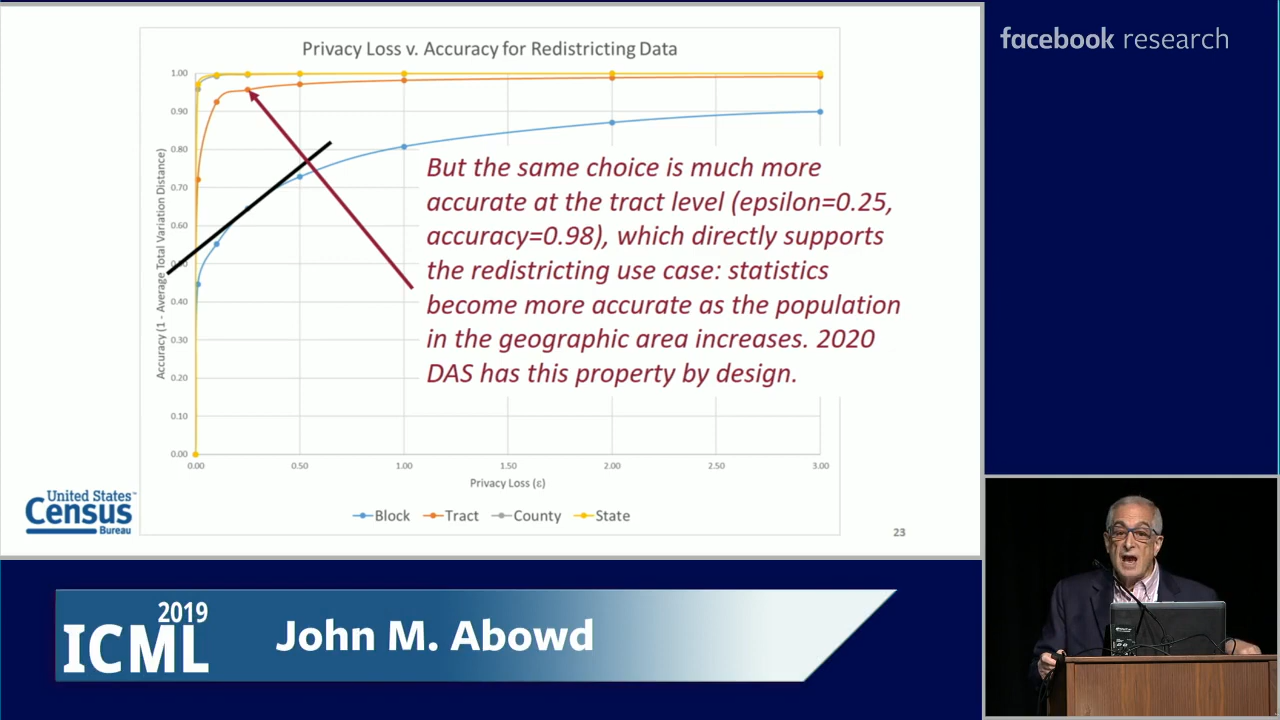 facebook research
Privacy Loss v. Accuracy for Redistricting Data
Accuracy (1 - Average Total Variation Distance)
1.00
0.90
0.80
0.70
0.60
0.40
0.30
0.20
0.10
0.00
But the same choice is much more
accurate at the tract level (epsilon=0.25,
accuracy=0.98), which directly supports
the redistricting use case: statistics
become more accurate as the population
in the geographic area increases. 2020
DAS has this property by design.
0.00 0.50 1.00 1.50 2.00 2.50 3.00
Privacy Loss (ε)
Block Tract County State
United States™
Census
Bureau
23
2019
ICML
John M. Abowd